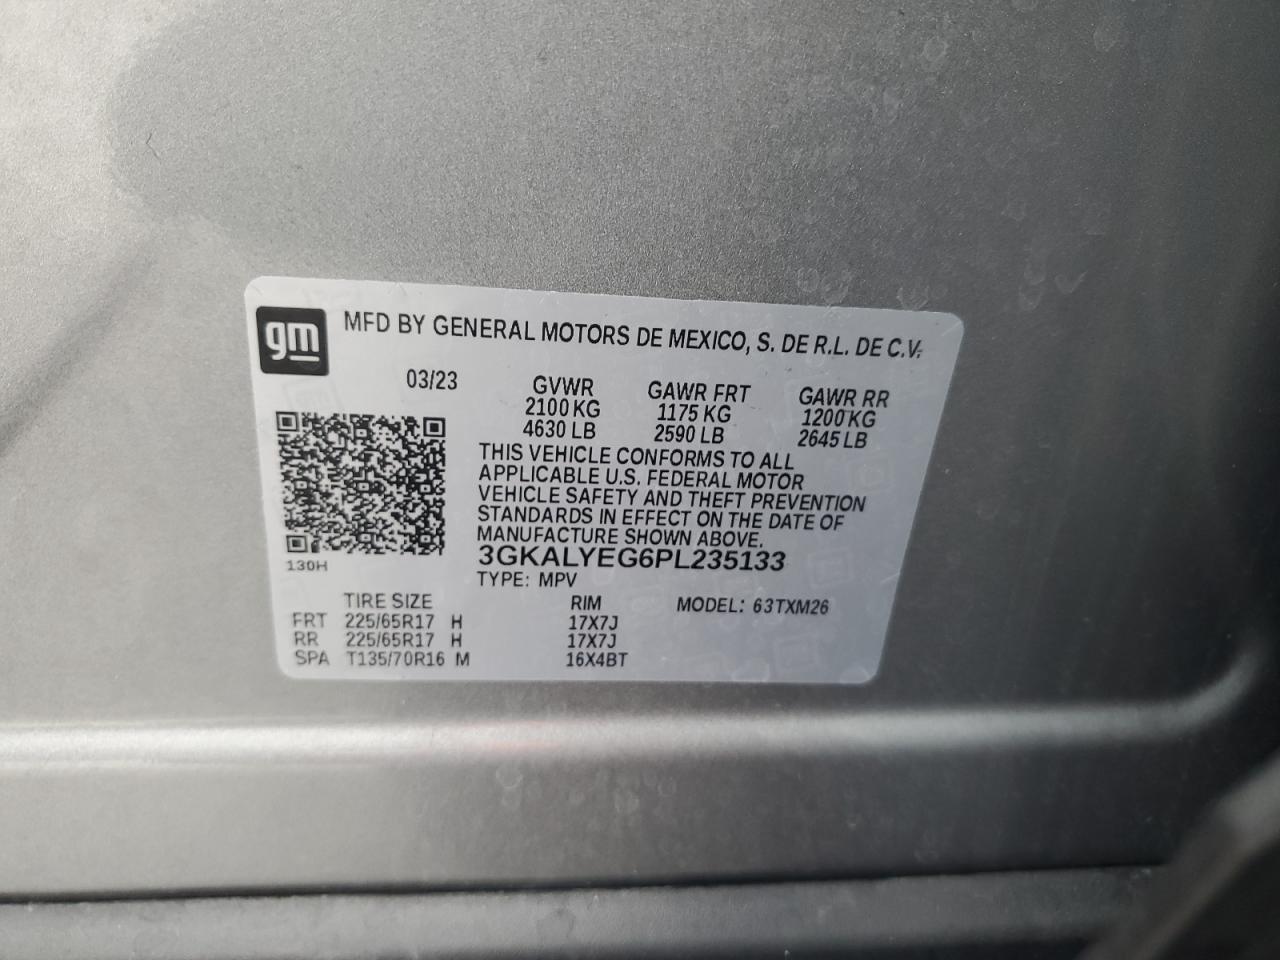 gm
MFD BY GENERAL MOTORS DE MEXICO, S. DE R.L. DE C.V.
03/23
GVWR GAWR FRT GAWR RR
2100 KG 1175 KG 1200 KG
4630 LB 2590 LB 2645 LB
THIS VEHICLE CONFORMS TO ALL
APPLICABLE U.S. FEDERAL MOTOR
VEHICLE SAFETY AND THEFT PREVENTION
STANDARDS IN EFFECT ON THE DATE OF
MANUFACTURE SHOWN ABOVE.
3GKALYEG6PL235133
130H
TYPE: MPV
TIRE SIZE RIM MODEL: 63TXM26
FRT 225/65R17 H 17X7J
RR 225/65R17 H 17X7J
SPA T135/70R16 M 16X4BT